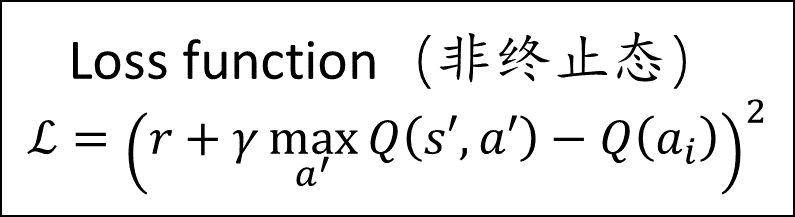 Loss function（非终止态）
ℒ = (r + γ max_{a′} Q(s′, a′) − Q(a_i))^2